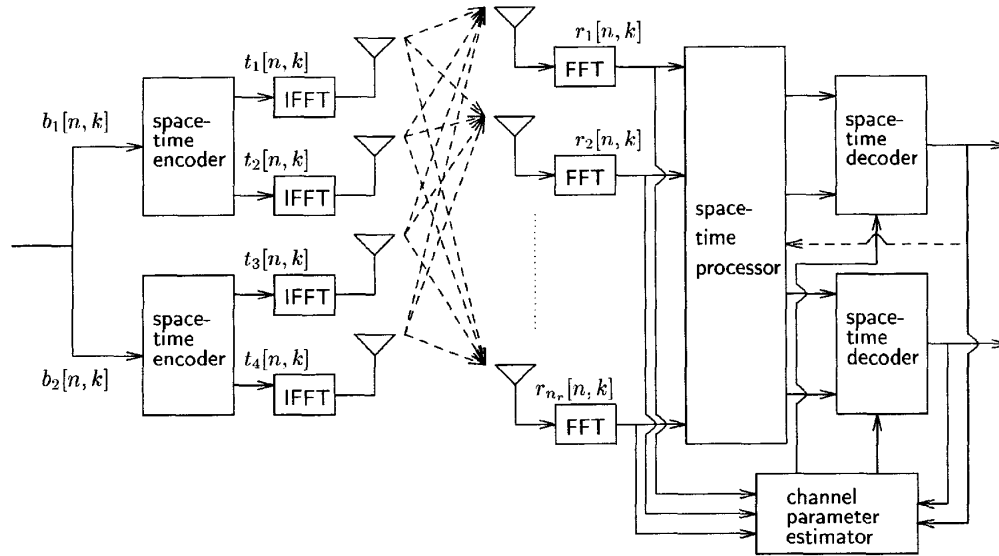 b₁[n, k]
b₂[n, k]
space-
time
encoder
space-
time
encoder
t₁[n, k]
IFFT
t₂[n, k]
IFFT
t₃[n, k]
IFFT
t₄[n, k]
IFFT
r₁[n, k]
FFT
r₂[n, k]
FFT
rₙᵣ[n, k]
FFT
space-
time
processor
space-
time
decoder
space-
time
decoder
channel
parameter
estimator